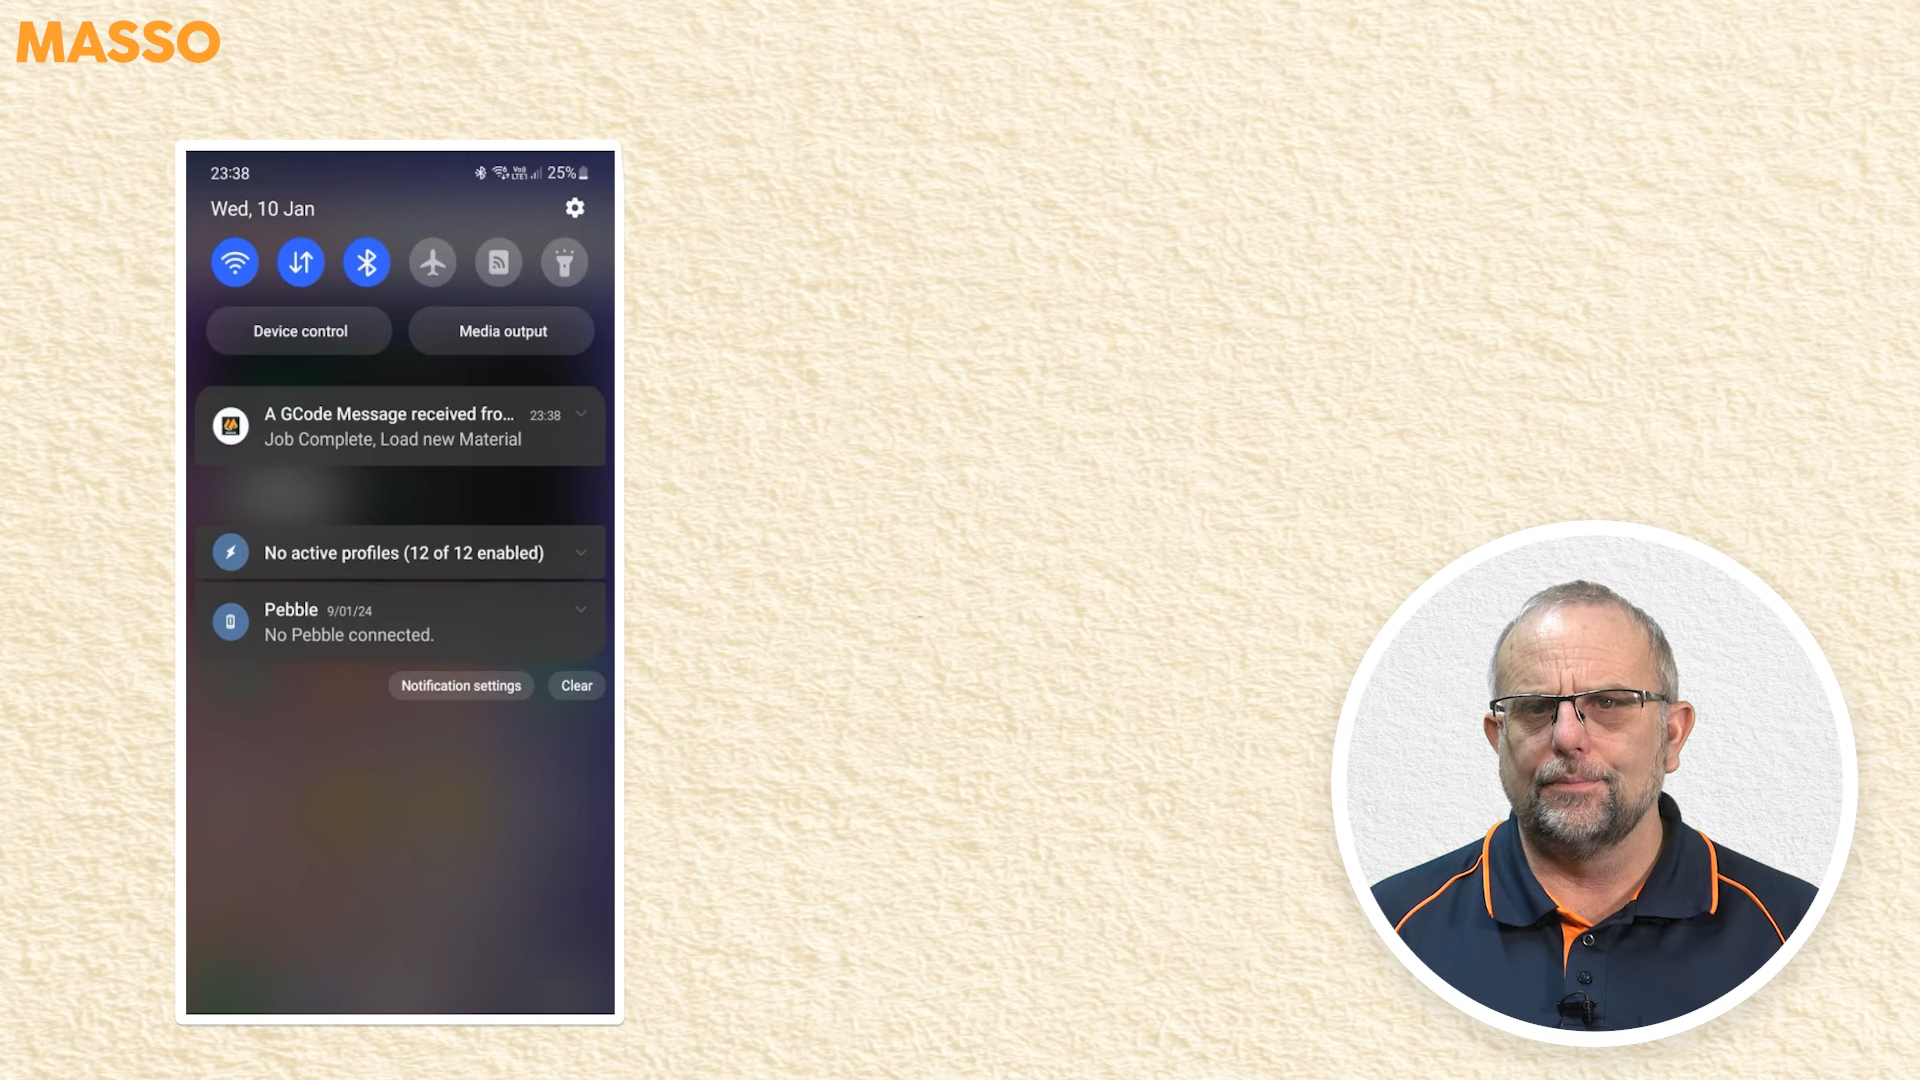 MASSO
23:38
Vo)) LTE1 25%
Wed, 10 Jan
Device control
Media output
A GCode Message received fro... 23:38
Job Complete, Load new Material
No active profiles (12 of 12 enabled)
Pebble 9/01/24
No Pebble connected.
Notification settings
Clear